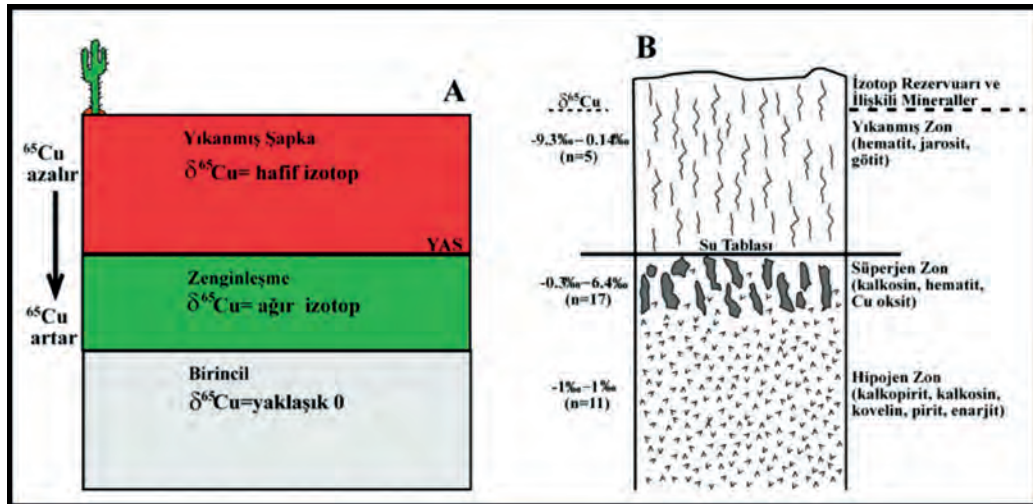 A
⁶⁵Cu
azalır
⁶⁵Cu
artar
Yıkanmış Şapka
δ⁶⁵Cu= hafif izotop
YAS
Zenginleşme
δ⁶⁵Cu= ağır izotop
Birincil
δ⁶⁵Cu=yaklaşık 0
B
δ⁶⁵Cu
İzotop Rezervuarı ve
İlişkili Mineraller
-9.3‰–0.14‰
(n=5)
Yıkanmış Zon
(hematit, jarosit,
götit)
Su Tablası
-0.3‰–6.4‰
(n=17)
Süperjen Zon
(kalkosin, hematit,
Cu oksit)
-1‰–1‰
(n=11)
Hipojen Zon
(kalkopirit, kalkosin,
kovelin, pirit, enarjit)